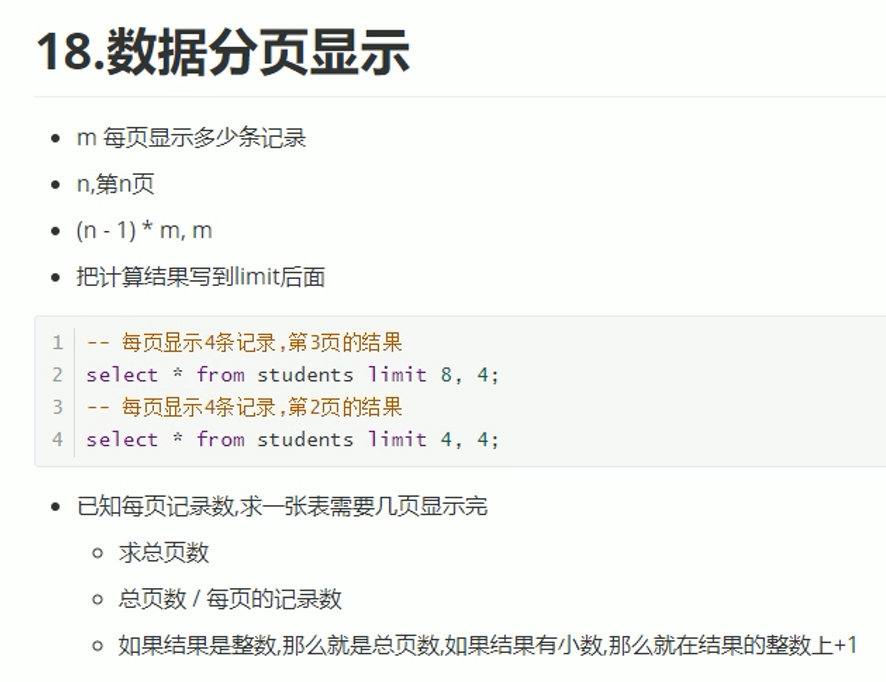 18.数据分页显示
m 每页显示多少条记录
n,第n页
(n - 1) * m, m
把计算结果写到limit后面
1 -- 每页显示4条记录,第3页的结果
2 select * from students limit 8, 4;
3 -- 每页显示4条记录,第2页的结果
4 select * from students limit 4, 4;
已知每页记录数,求一张表需要几页显示完
求总页数
总页数 / 每页的记录数
如果结果是整数,那么就是总页数,如果结果有小数,那么就在结果的整数上+1